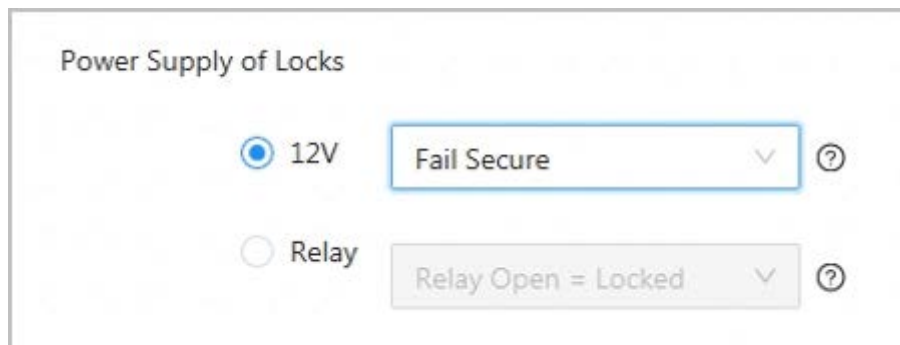 Power Supply of Locks
12V Fail Secure
Relay Relay Open = Locked